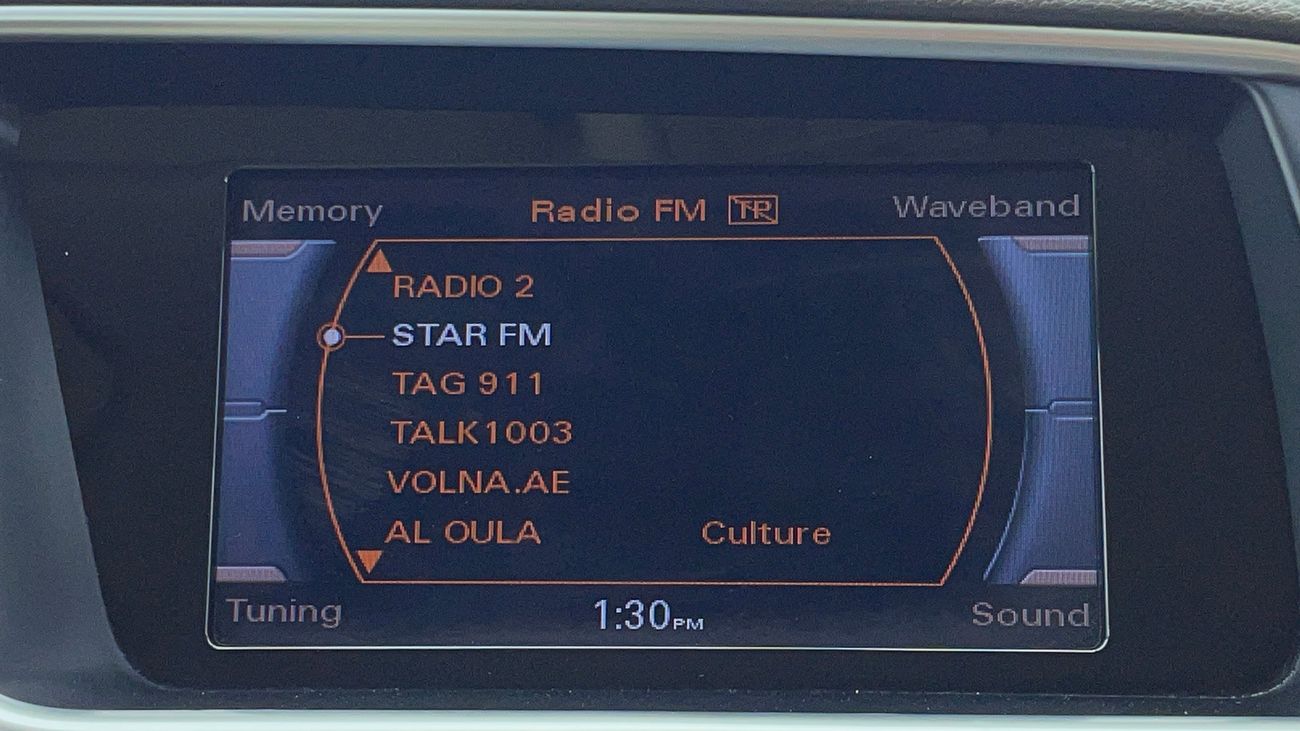 Memory Radio FM TP Waveband
RADIO 2
STAR FM
TAG 911
TALK1003
VOLNA.AE
AL OULA Culture
Tuning 1:30PM Sound